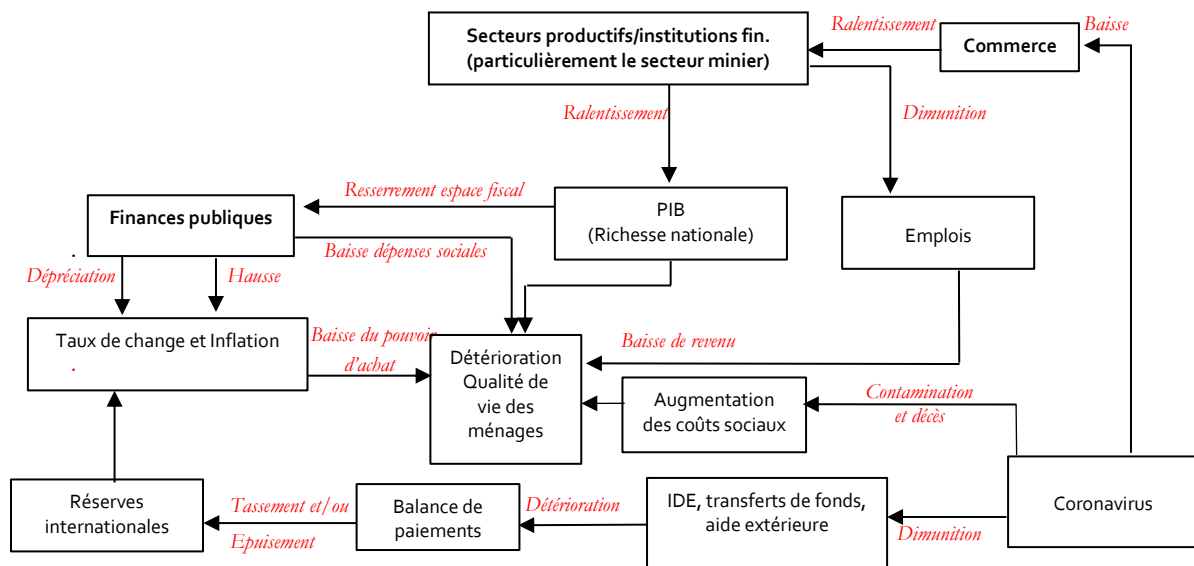 Secteurs productifs/institutions fin.
(particulièrement le secteur minier)
Ralentissement
Commerce
Baisse
Ralentissement
Dimunition
Resserrement espace fiscal
PIB
(Richesse nationale)
Emplois
Finances publiques
.
Baisse dépenses sociales
Dépréciation
Hausse
Taux de change et Inflation
.
Baisse du pouvoir
d'achat
Détérioration
Qualité de
vie des
ménages
Baisse de revenu
Augmentation
des coûts sociaux
Contamination
et décès
Réserves
internationales
Tassement et/ou
Epuisement
Balance de
paiements
Détérioration
IDE, transferts de fonds,
aide extérieure
Dimunition
Coronavirus